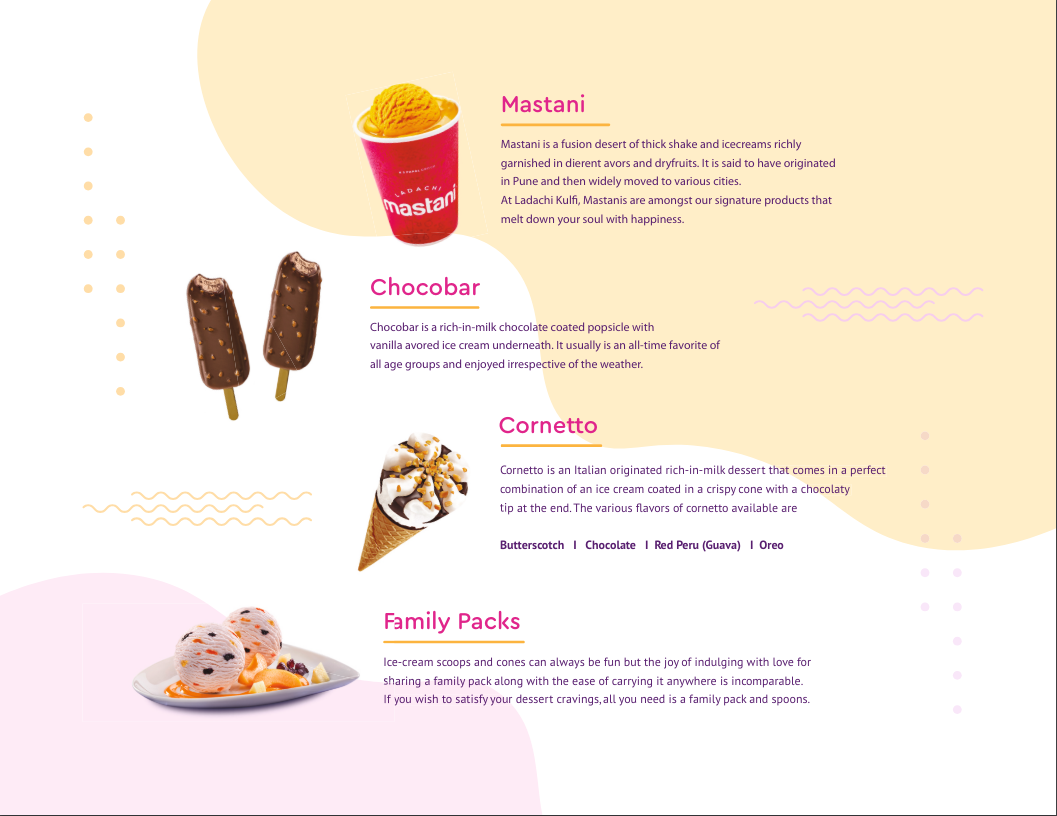 LADACHI
mastani
Mastani
Mastani is a fusion desert of thick shake and icecreams richly
garnished in dierent avors and dryfruits. It is said to have originated
in Pune and then widely moved to various cities.
At Ladachi Kulfi, Mastanis are amongst our signature products that
melt down your soul with happiness.
Chocobar
Chocobar is a rich-in-milk chocolate coated popsicle with
vanilla avored ice cream underneath. It usually is an all-time favorite of
all age groups and enjoyed irrespective of the weather.
Cornetto
Cornetto is an Italian originated rich-in-milk dessert that comes in a perfect
combination of an ice cream coated in a crispy cone with a chocolaty
tip at the end. The various flavors of cornetto available are
Butterscotch I Chocolate I Red Peru (Guava) I Oreo
Family Packs
Ice-cream scoops and cones can always be fun but the joy of indulging with love for
sharing a family pack along with the ease of carrying it anywhere is incomparable.
If you wish to satisfy your dessert cravings, all you need is a family pack and spoons.